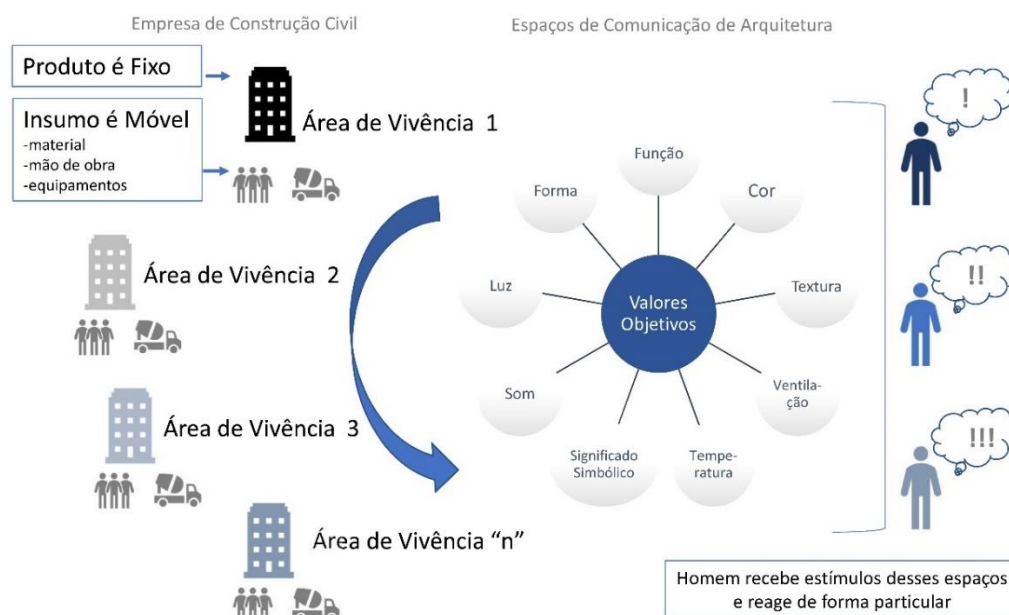 Empresa de Construção Civil
Espaços de Comunicação de Arquitetura
Produto é Fixo
Insumo é Móvel
-material
-mão de obra
-equipamentos
Área de Vivência 1
Área de Vivência 2
Área de Vivência 3
Área de Vivência “n”
Função
Forma
Cor
Luz
Valores
Objetivos
Textura
Som
Ventila-
ção
Significado
Simbólico
Tempe-
ratura
!
!!
!!!
Homem recebe estímulos desses espaços
e reage de forma particular